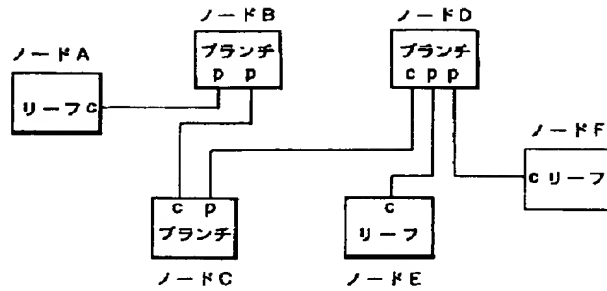 ノードB
ノードD
ノードA
ブランチ
p p
ブランチ
c p p
リーフ c
ノードF
c リーフ
c p
ブランチ
c
リーフ
ノードC
ノードE